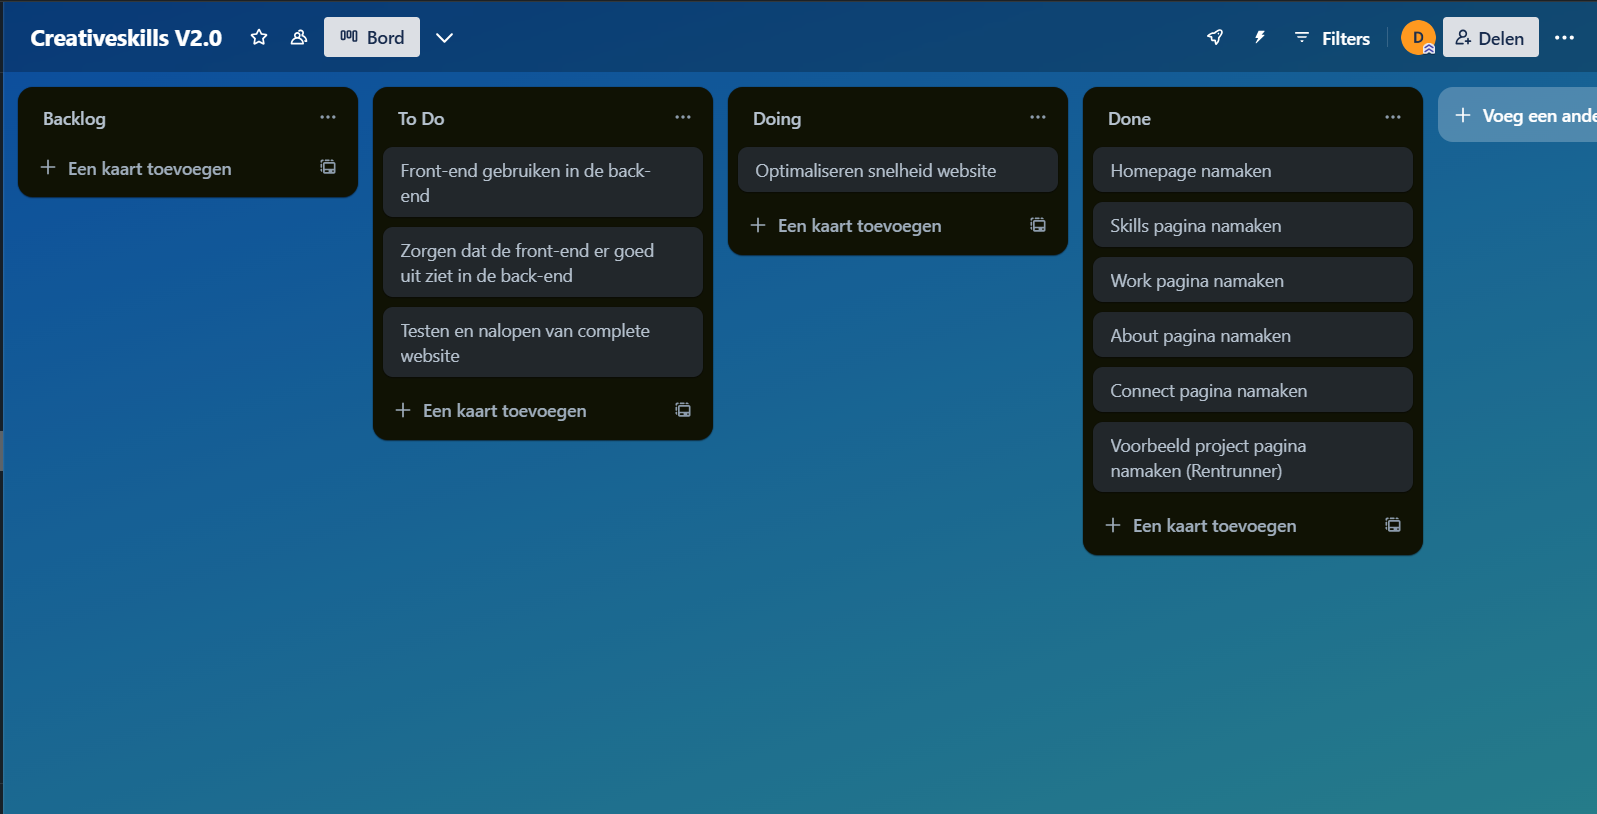 Creativeskills V2.0
Bord
Filters
D
Delen
Backlog
Een kaart toevoegen
To Do
Front-end gebruiken in de back-
end
Zorgen dat de front-end er goed
uit ziet in de back-end
Testen en nalopen van complete
website
Een kaart toevoegen
Doing
Optimaliseren snelheid website
Een kaart toevoegen
Done
Homepage namaken
Skills pagina namaken
Work pagina namaken
About pagina namaken
Connect pagina namaken
Voorbeeld project pagina
namaken (Rentrunner)
Een kaart toevoegen
Voeg een ande